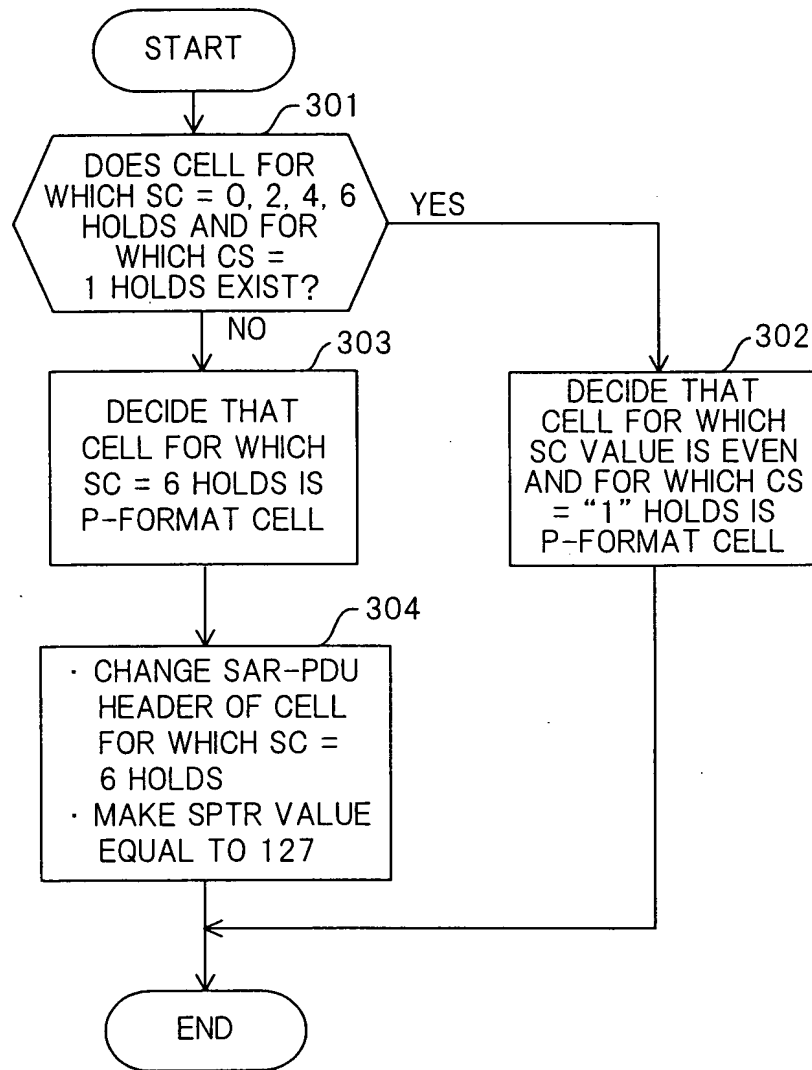 START
301
DOES CELL FOR
WHICH SC = 0, 2, 4, 6
HOLDS AND FOR
WHICH CS =
1 HOLDS EXIST?
YES
NO
303
DECIDE THAT
CELL FOR WHICH
SC = 6 HOLDS IS
P-FORMAT CELL
302
DECIDE THAT
CELL FOR WHICH
SC VALUE IS EVEN
AND FOR WHICH CS
= “1” HOLDS IS
P-FORMAT CELL
304
· CHANGE SAR-PDU
HEADER OF CELL
FOR WHICH SC =
6 HOLDS
· MAKE SPTR VALUE
EQUAL TO 127
END